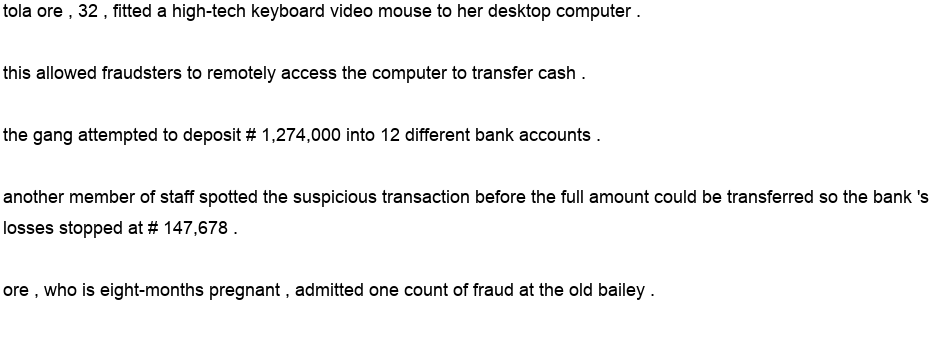 tola ore , 32 , fitted a high-tech keyboard video mouse to her desktop computer .
this allowed fraudsters to remotely access the computer to transfer cash .
the gang attempted to deposit # 1,274,000 into 12 different bank accounts .
another member of staff spotted the suspicious transaction before the full amount could be transferred so the bank 's
losses stopped at # 147,678 .
ore , who is eight-months pregnant , admitted one count of fraud at the old bailey .